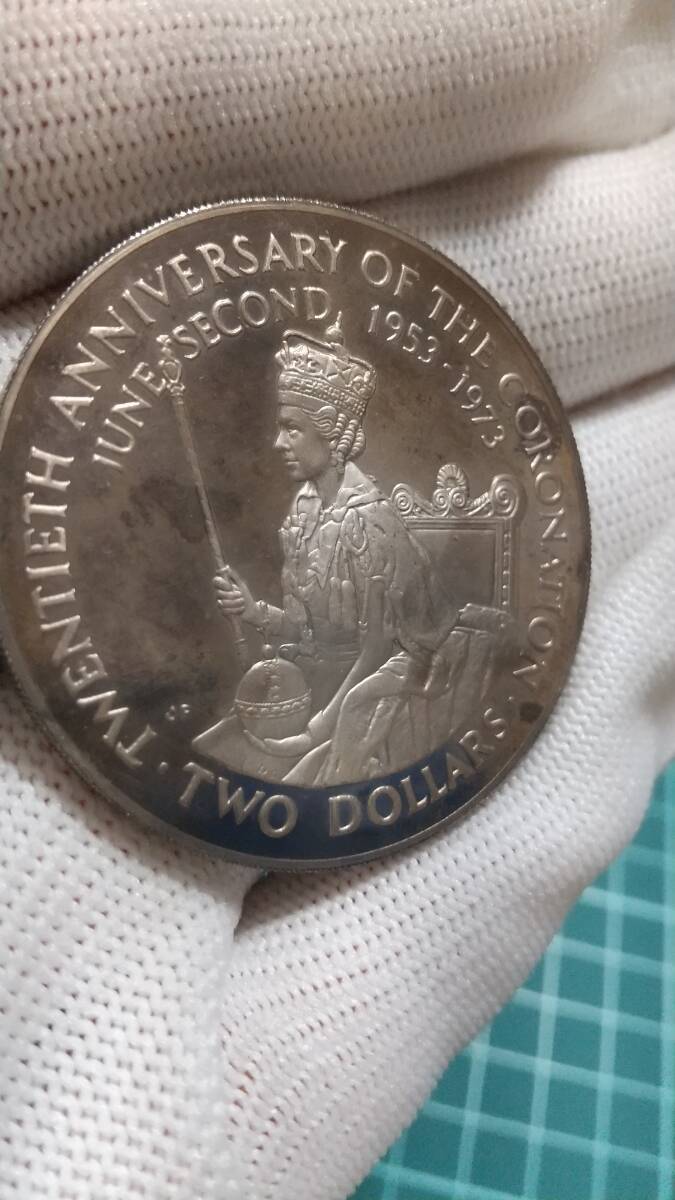 TWENTIETH ANNIVERSARY OF THE CORONATION
JUNE SECOND 1953-1973
· TWO DOLLARS ·